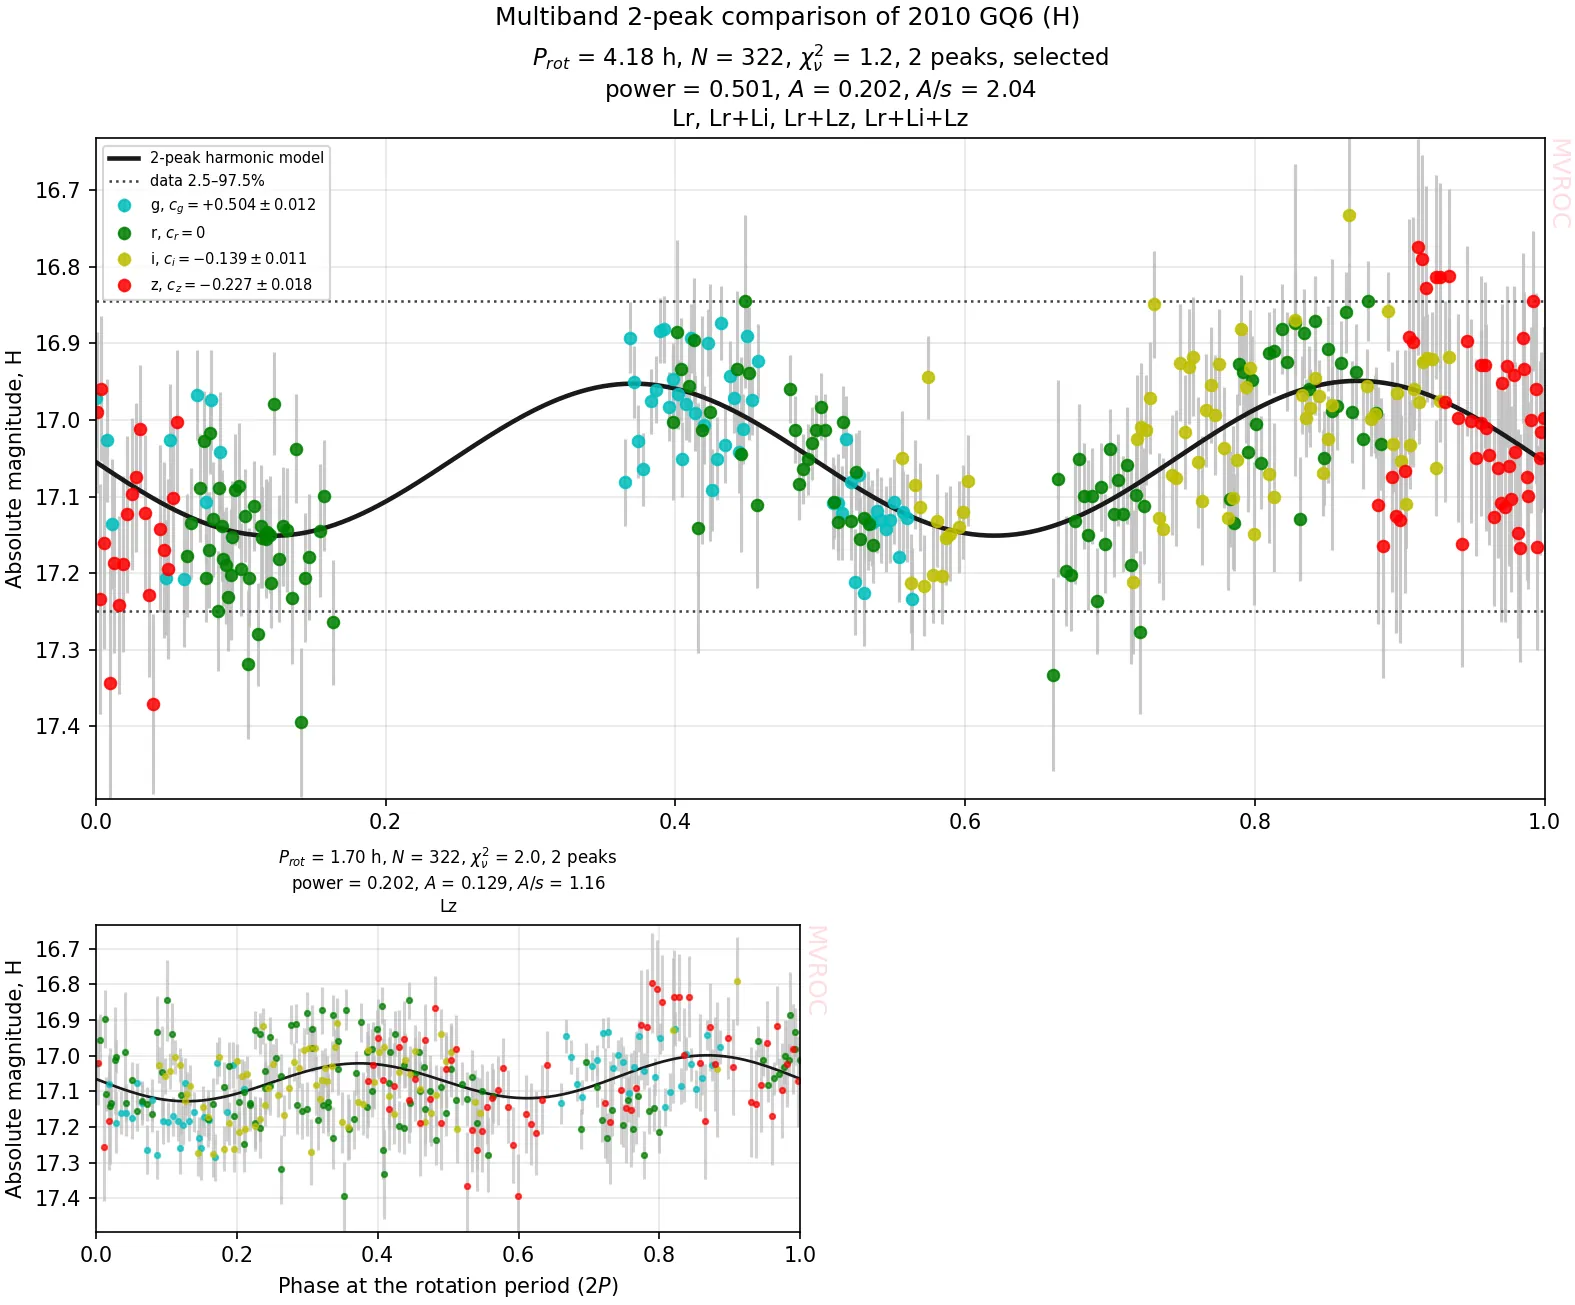 Multiband 2-peak comparison of 2010 GQ6 (H)
P_rot = 4.18 h, N = 322, χ²_ν = 1.2, 2 peaks, selected
power = 0.501, A = 0.202, A/s = 2.04
Lr, Lr+Li, Lr+Lz, Lr+Li+Lz
2-peak harmonic model
data 2.5–97.5%
g, c_g = +0.504 ± 0.012
r, c_r = 0
i, c_i = −0.139 ± 0.011
z, c_z = −0.227 ± 0.018
MVROC
Absolute magnitude, H
16.7
16.8
16.9
17.0
17.1
17.2
17.3
17.4
0.0 0.2 0.4 0.6 0.8 1.0
P_rot = 1.70 h, N = 322, χ²_ν = 2.0, 2 peaks
power = 0.202, A = 0.129, A/s = 1.16
Lz
MVROC
Absolute magnitude, H
16.7
16.8
16.9
17.0
17.1
17.2
17.3
17.4
0.0 0.2 0.4 0.6 0.8 1.0
Phase at the rotation period (2P)